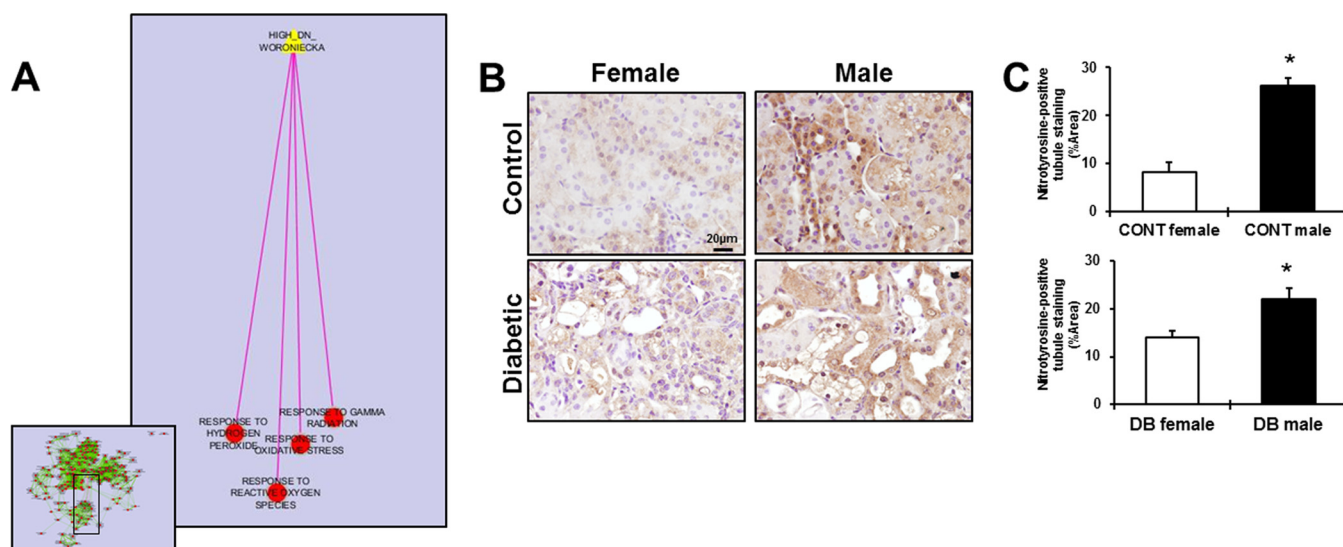 A
HIGH_DN_
WORONIECKA
RESPONSE TO
HYDROGEN
PEROXIDE
RESPONSE TO GAMMA
RADIATION
RESPONSE TO
OXIDATIVE STRESS
RESPONSE TO
REACTIVE OXYGEN
SPECIES
B
Female
Male
Control
Diabetic
20µm
C
Nitrotyrosine-positive
tubule staining
(%Area)
30
20
10
0
*
CONT female
CONT male
Nitrotyrosine-positive
tubule staining
(%Area)
30
20
10
0
*
DB female
DB male